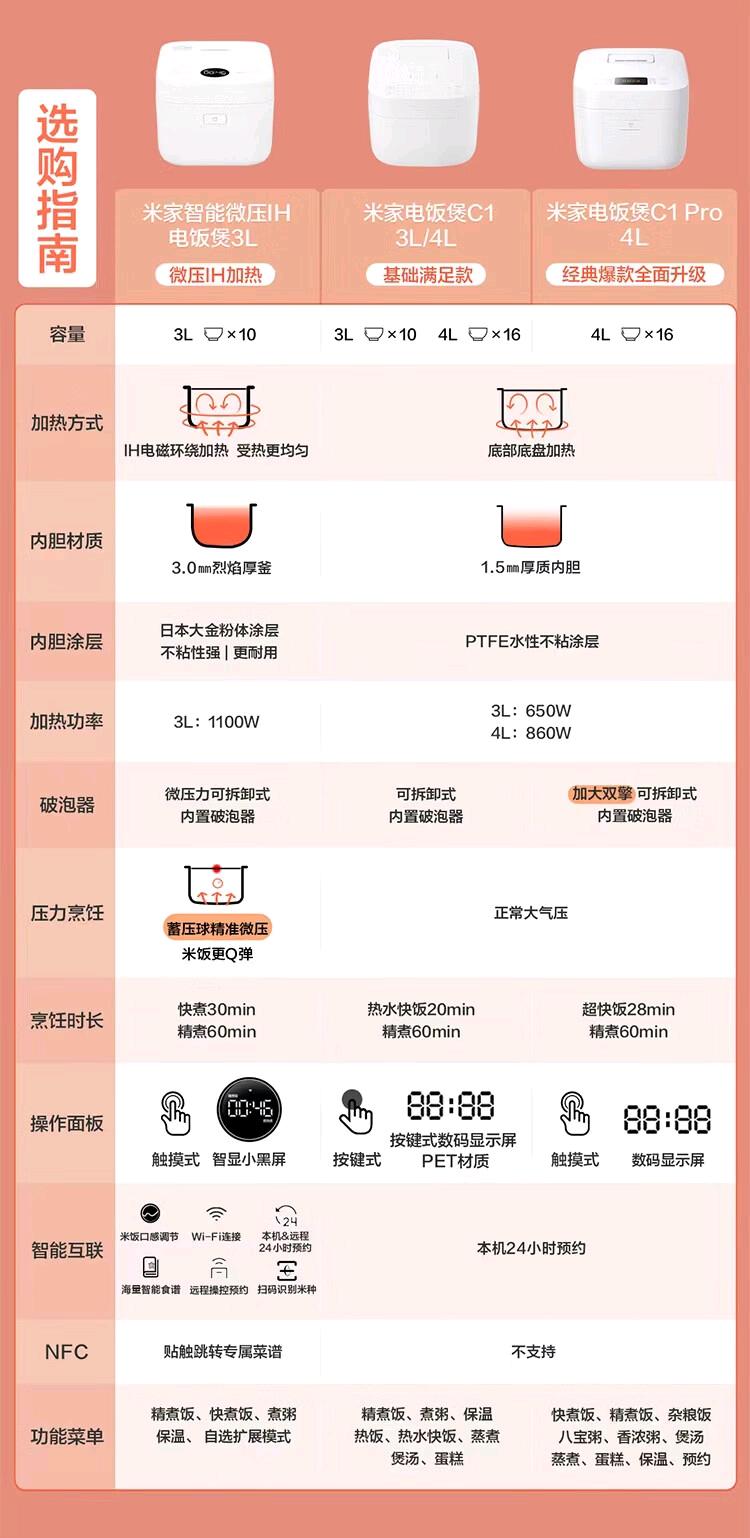 选购指南
米家智能微压IH
电饭煲3L
微压IH加热
米家电饭煲C1
3L/4L
基础满足款
米家电饭煲C1 Pro
4L
经典爆款全面升级
容量
3L ×10
3L ×10 4L ×16
4L ×16
加热方式
IH电磁环绕加热 受热更均匀
底部底盘加热
内胆材质
3.0㎜烈焰厚釜
1.5㎜厚质内胆
内胆涂层
日本大金粉体涂层
不粘性强 | 更耐用
PTFE水性不粘涂层
加热功率
3L：1100W
3L：650W
4L：860W
破泡器
微压力可拆卸式
内置破泡器
可拆卸式
内置破泡器
加大双擎 可拆卸式
内置破泡器
压力烹饪
蓄压球精准微压
米饭更Q弹
正常大气压
烹饪时长
快煮30min
精煮60min
热水快饭20min
精煮60min
超快饭28min
精煮60min
操作面板
00:46
触摸式 智显小黑屏
88:88
按键式
按键式数码显示屏
PET材质
88:88
触摸式 数码显示屏
智能互联
24
米饭口感调节 Wi-Fi连接 本机&远程
24小时预约
海量智能食谱 远程操控预约 扫码识别米种
本机24小时预约
NFC
贴触跳转专属菜谱
不支持
功能菜单
精煮饭、快煮饭、煮粥
保温、自选扩展模式
精煮饭、煮粥、保温
热饭、热水快饭、蒸煮
煲汤、蛋糕
快煮饭、精煮饭、杂粮饭
八宝粥、香浓粥、煲汤
蒸煮、蛋糕、保温、预约